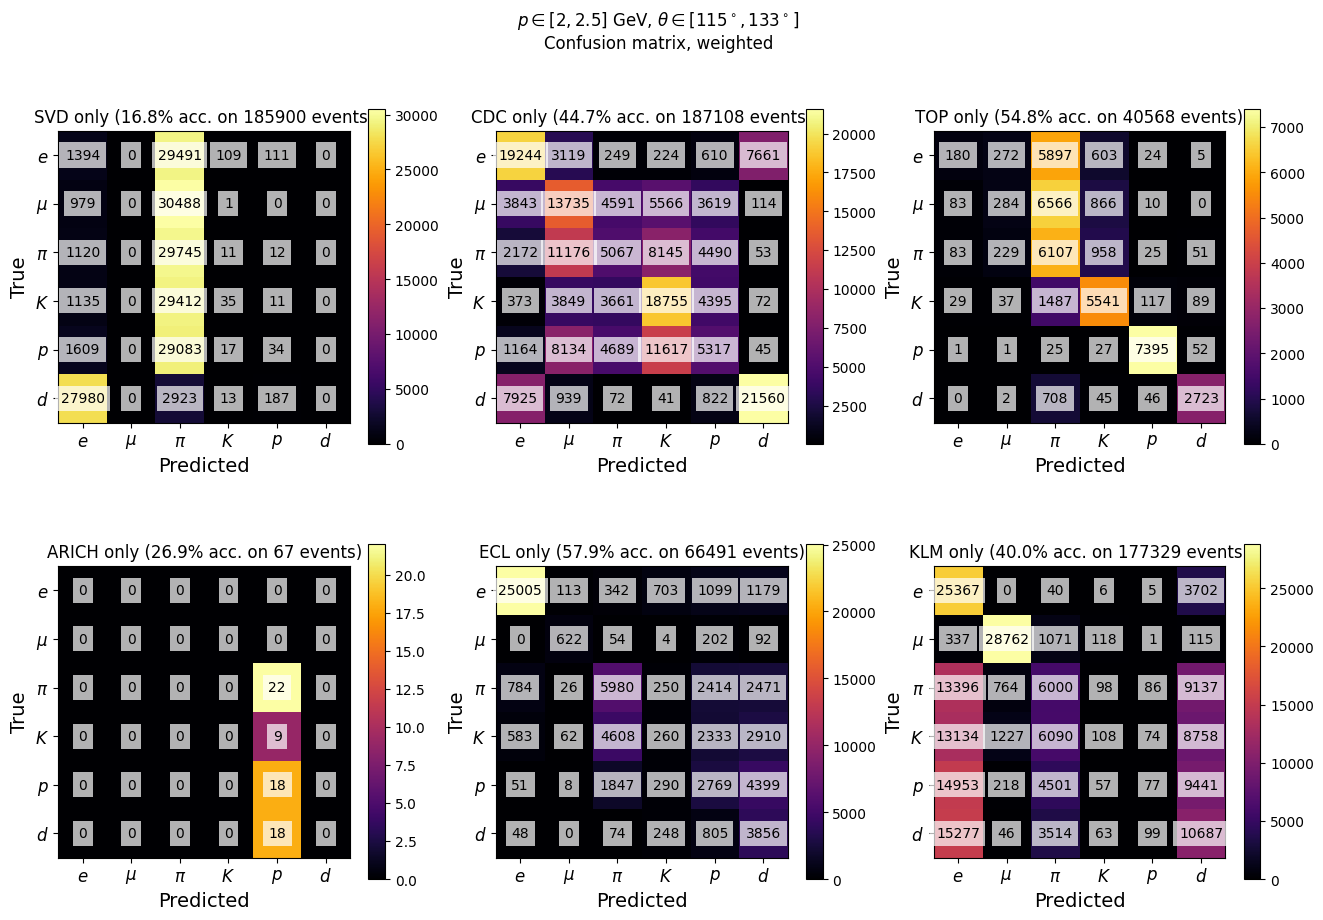 p ∈ [2, 2.5] GeV, θ ∈ [115°, 133°]
Confusion matrix, weighted
SVD only (16.8% acc. on 185900 events
True
e 1394 0 29491 109 111 0
μ 979 0 30488 1 0 0
π 1120 0 29745 11 12 0
K 1135 0 29412 35 11 0
p 1609 0 29083 17 34 0
d 27980 0 2923 13 187 0
e μ π K p d
Predicted
30000
25000
20000
15000
10000
5000
0
CDC only (44.7% acc. on 187108 events
True
e 19244 3119 249 224 610 7661
μ 3843 13735 4591 5566 3619 114
π 2172 11176 5067 8145 4490 53
K 373 3849 3661 18755 4395 72
p 1164 8134 4689 11617 5317 45
d 7925 939 72 41 822 21560
e μ π K p d
Predicted
20000
17500
15000
12500
10000
7500
5000
2500
TOP only (54.8% acc. on 40568 events)
True
e 180 272 5897 603 24 5
μ 83 284 6566 866 10 0
π 83 229 6107 958 25 51
K 29 37 1487 5541 117 89
p 1 1 25 27 7395 52
d 0 2 708 45 46 2723
e μ π K p d
Predicted
7000
6000
5000
4000
3000
2000
1000
0
ARICH only (26.9% acc. on 67 events)
True
e 0 0 0 0 0 0
μ 0 0 0 0 0 0
π 0 0 0 0 22 0
K 0 0 0 0 9 0
p 0 0 0 0 18 0
d 0 0 0 0 18 0
e μ π K p d
Predicted
20.0
17.5
15.0
12.5
10.0
7.5
5.0
2.5
0.0
ECL only (57.9% acc. on 66491 events)
True
e 25005 113 342 703 1099 1179
μ 0 622 54 4 202 92
π 784 26 5980 250 2414 2471
K 583 62 4608 260 2333 2910
p 51 8 1847 290 2769 4399
d 48 0 74 248 805 3856
e μ π K p d
Predicted
25000
20000
15000
10000
5000
0
KLM only (40.0% acc. on 177329 events
True
e 25367 0 40 6 5 3702
μ 337 28762 1071 118 1 115
π 13396 764 6000 98 86 9137
K 13134 1227 6090 108 74 8758
p 14953 218 4501 57 77 9441
d 15277 46 3514 63 99 10687
e μ π K p d
Predicted
25000
20000
15000
10000
5000
0